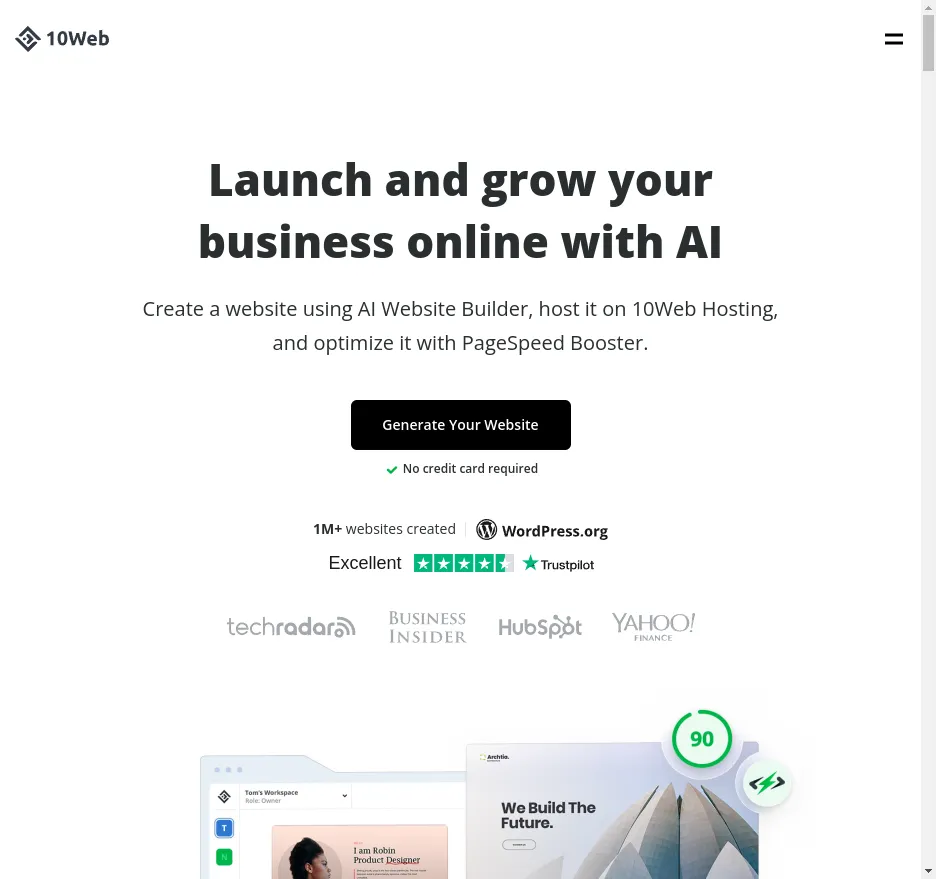 10Web
Launch and grow your
business online with AI
Create a website using AI Website Builder, host it on 10Web Hosting,
and optimize it with PageSpeed Booster.
Generate Your Website
No credit card required
1M+ websites created
WordPress.org
Excellent
Trustpilot
techradar
BUSINESS
INSIDER
HubSpot
YAHOO!
FINANCE
90
Archtio.
Tom's Workspace
Role: Owner
We Build The
Future.
T
N
I am Robin
Product Designer